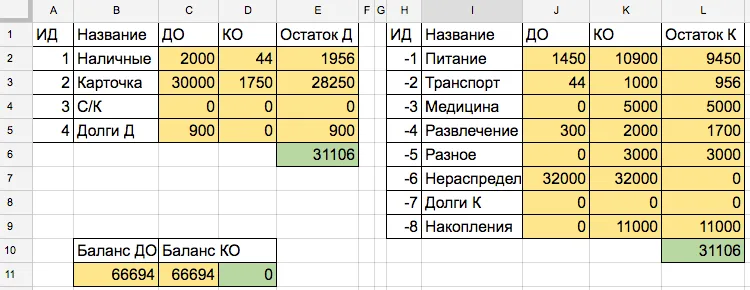 A B C D E F G H I J K L
1 ИД Название ДО КО Остаток Д ИД Название ДО КО Остаток К
2 1 Наличные 2000 44 1956 -1 Питание 1450 10900 9450
3 2 Карточка 30000 1750 28250 -2 Транспорт 44 1000 956
4 3 С/К 0 0 0 -3 Медицина 0 5000 5000
5 4 Долги Д 900 0 900 -4 Развлечение 300 2000 1700
6 31106 -5 Разное 0 3000 3000
7 -6 Нераспредел 32000 32000 0
8 -7 Долги К 0 0 0
9 -8 Накопления 0 11000 11000
10 Баланс ДО Баланс КО 31106
11 66694 66694 0